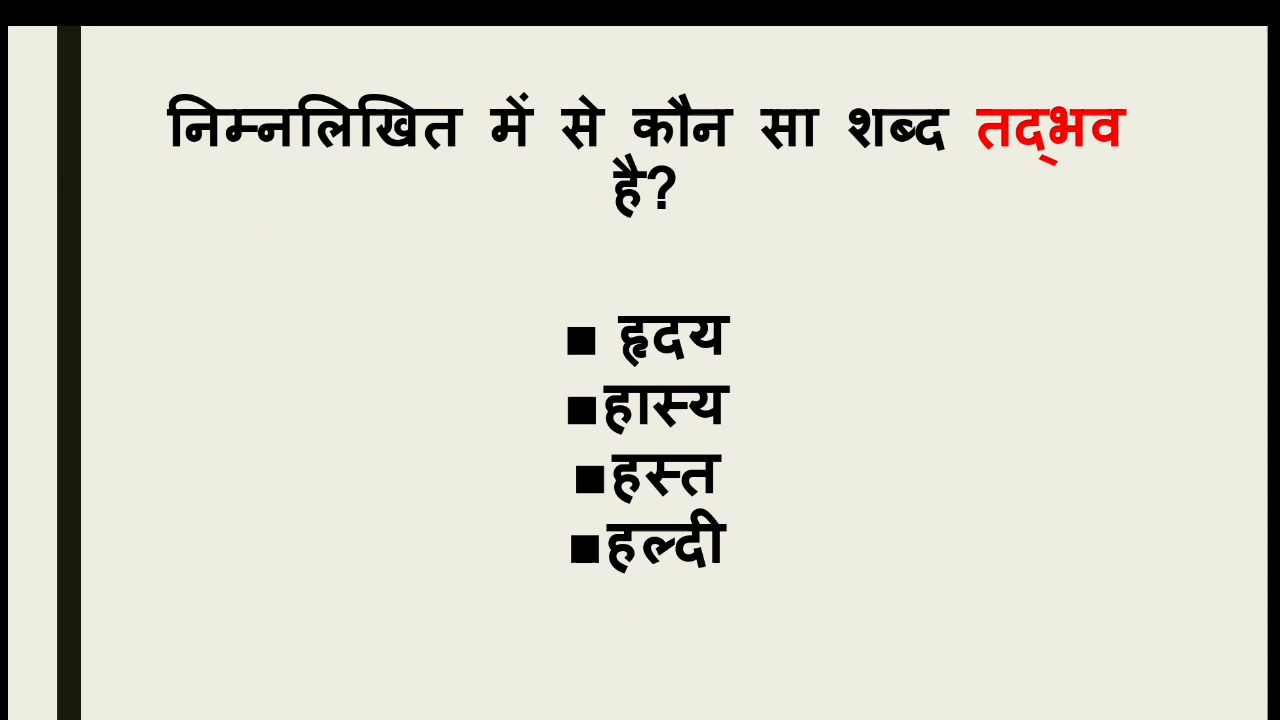 निम्नलिखित में से कौन सा शब्द तद्भव
है?
■ हृदय
■हास्य
■हस्त
■हल्दी